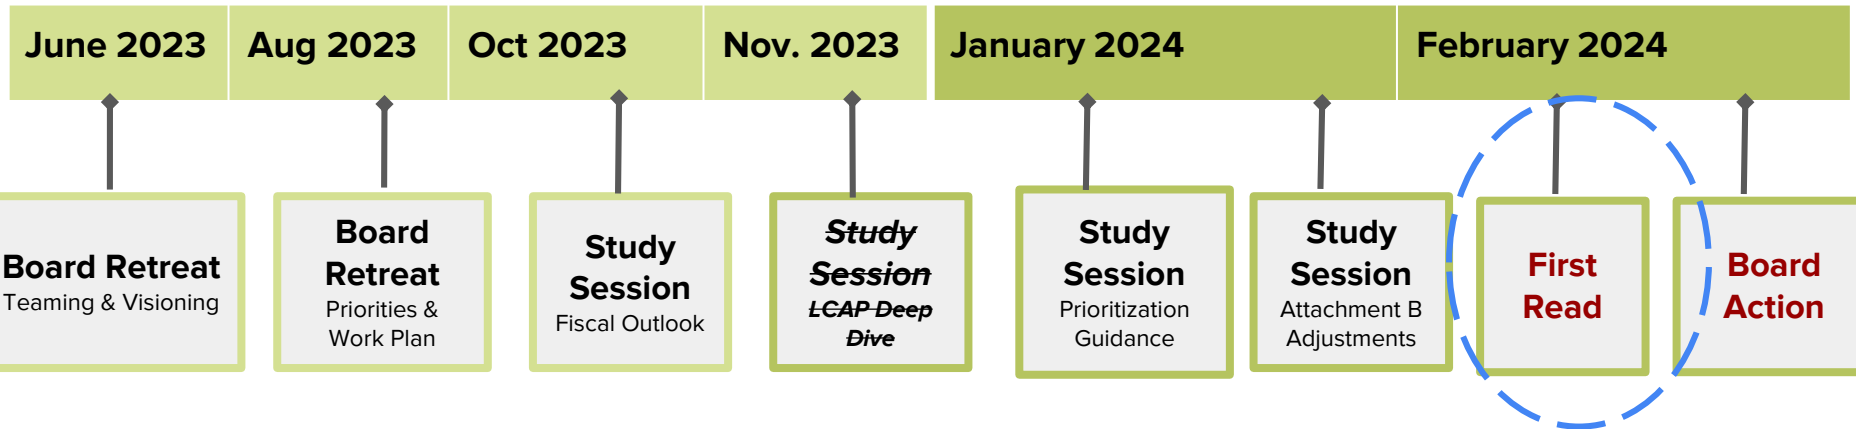 June 2023
Aug 2023
Oct 2023
Nov. 2023
January 2024
February 2024
Board Retreat
Teaming & Visioning
Board
Retreat
Priorities &
Work Plan
Study
Session
Fiscal Outlook
Study
Session
LCAP Deep
Dive
Study
Session
Prioritization
Guidance
Study
Session
Attachment B
Adjustments
First
Read
Board
Action